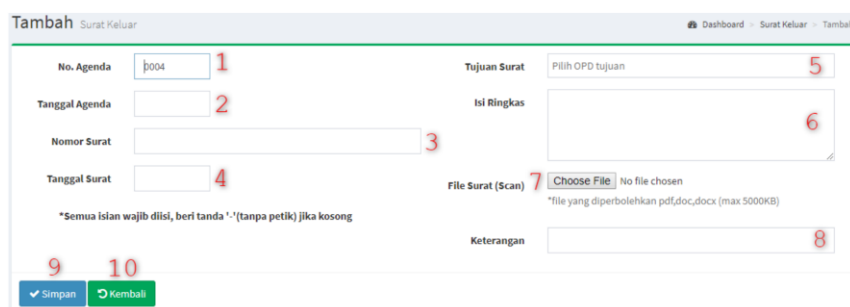 Tambah Surat Keluar
Dashboard > Surat Keluar > Tambah
No. Agenda 0004 1
Tanggal Agenda 2
Nomor Surat 3
Tanggal Surat 4
*Semua isian wajib diisi, beri tanda '-'(tanpa petik) jika kosong
Tujuan Surat Pilih OPD tujuan 5
Isi Ringkas 6
File Surat (Scan) 7 Choose File No file chosen
*file yang diperbolehkan pdf,doc,docx (max 5000KB)
Keterangan 8
9 10
Simpan Kembali